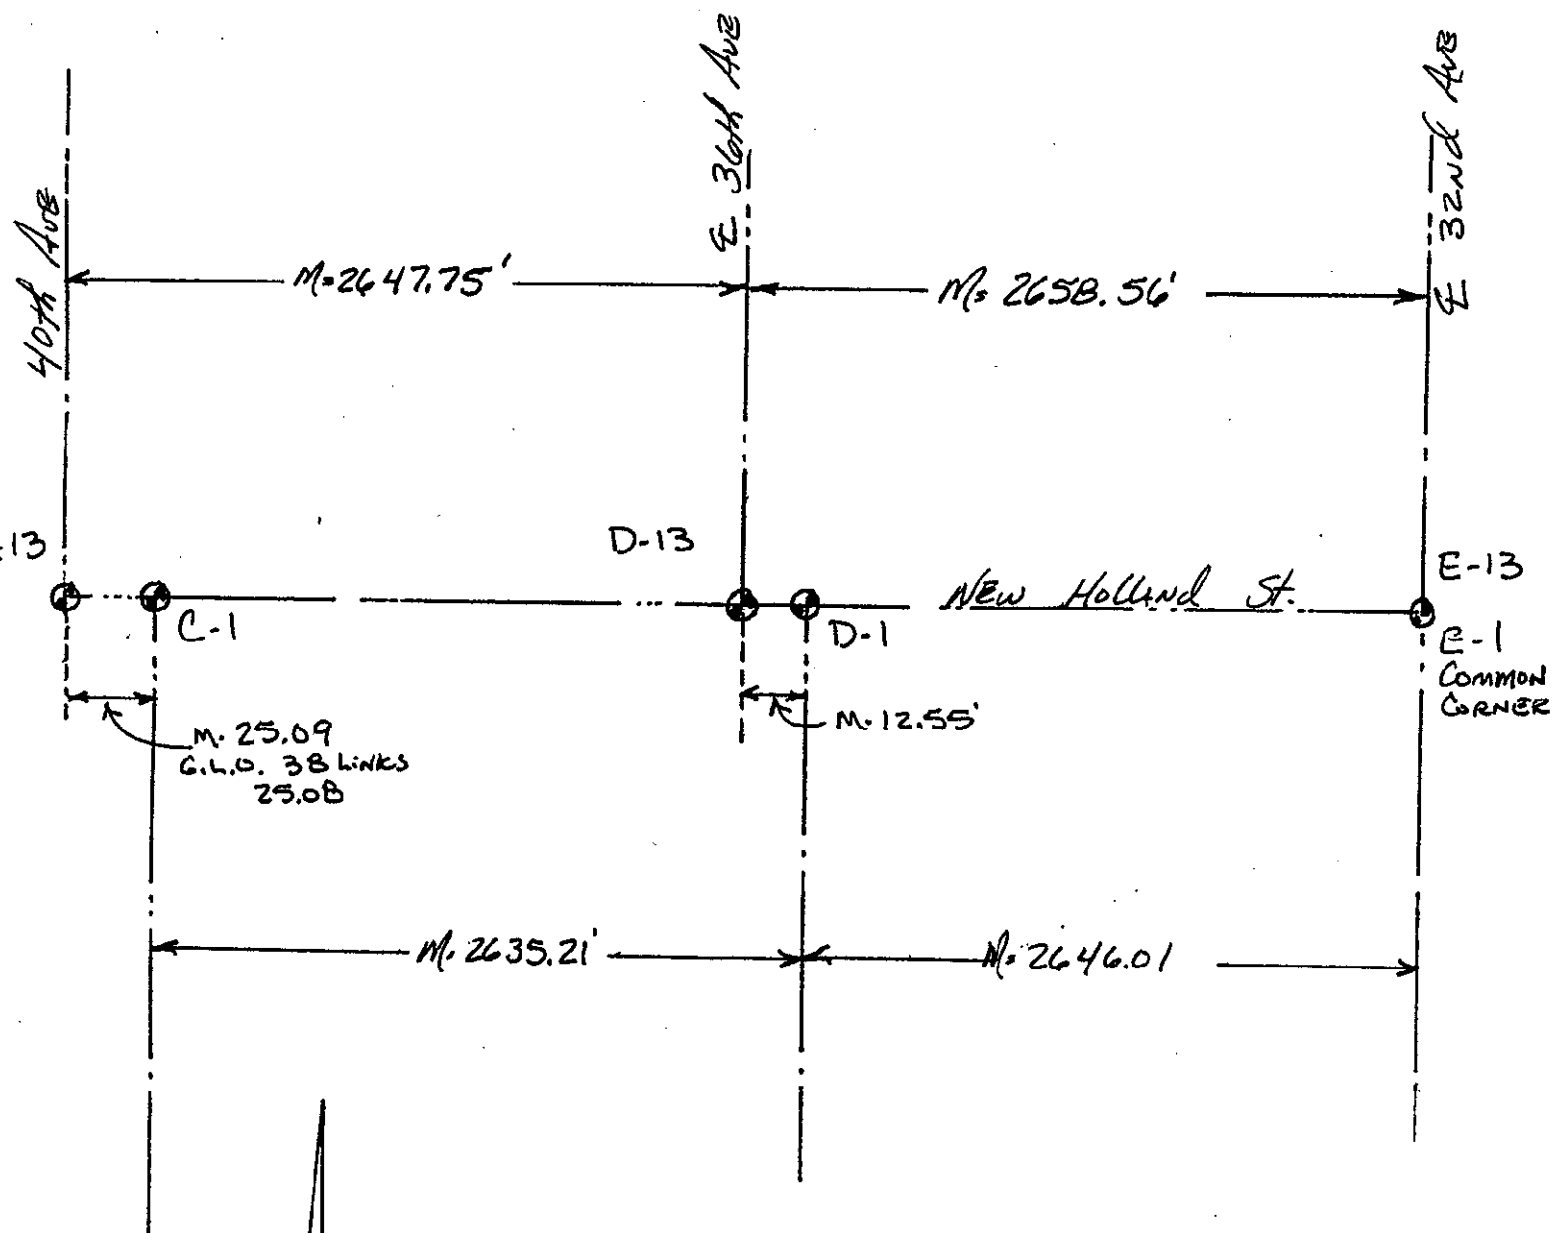 40th Ave
℄ 36th Ave
℄ 32nd Ave
M=2647.75'
M= 2658.56'
-13
D-13
E-13
New Holland St.
C-1
D-1
E-1
Common
Corner
M. 25.09
G.L.O. 38 Links
25.08
M. 12.55'
M. 2635.21'
M= 2646.01